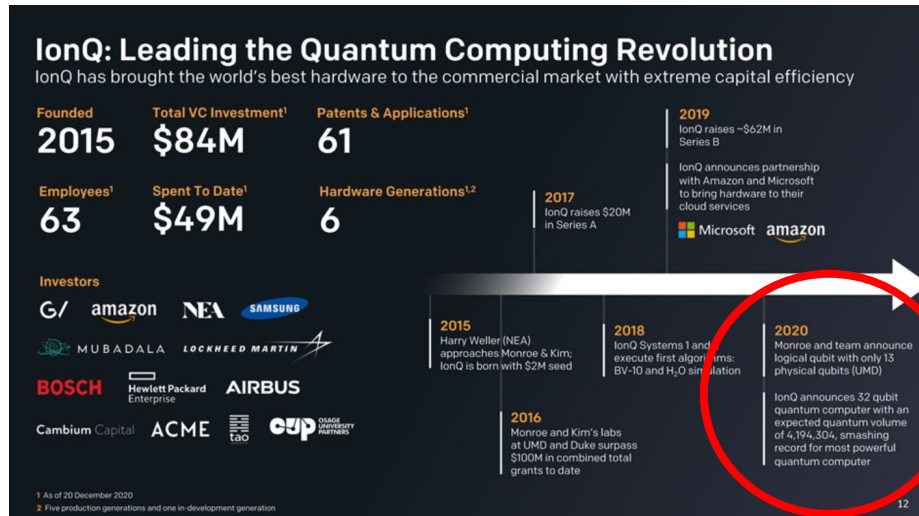 IonQ: Leading the Quantum Computing Revolution
IonQ has brought the world's best hardware to the commercial market with extreme capital efficiency
Founded
2015
Total VC Investment¹
$84M
Patents & Applications¹
61
Employees¹
63
Spent To Date¹
$49M
Hardware Generations¹,²
6
Investors
G/
amazon
NEA
SAMSUNG
MUBADALA
LOCKHEED MARTIN
BOSCH
Hewlett Packard
Enterprise
AIRBUS
Cambium Capital
ACME
tao
OUP
OSAGE
UNIVERSITY
PARTNERS
2015
Harry Weller (NEA)
approaches Monroe & Kim;
IonQ is born with $2M seed
2016
Monroe and Kim's labs
at UMD and Duke surpass
$100M in combined total
grants to date
2017
IonQ raises $20M
in Series A
2018
IonQ Systems 1 and
execute first algorithms:
BV-10 and H₂O simulation
2019
IonQ raises ~$62M in
Series B
IonQ announces partnership
with Amazon and Microsoft
to bring hardware to their
cloud services
Microsoft
amazon
2020
Monroe and team announce
logical qubit with only 13
physical qubits (UMD)
IonQ announces 32 qubit
quantum computer with an
expected quantum volume
of 4,194,304, smashing
record for most powerful
quantum computer
1 As of 20 December 2020
2 Five production generations and one in-development generation
12